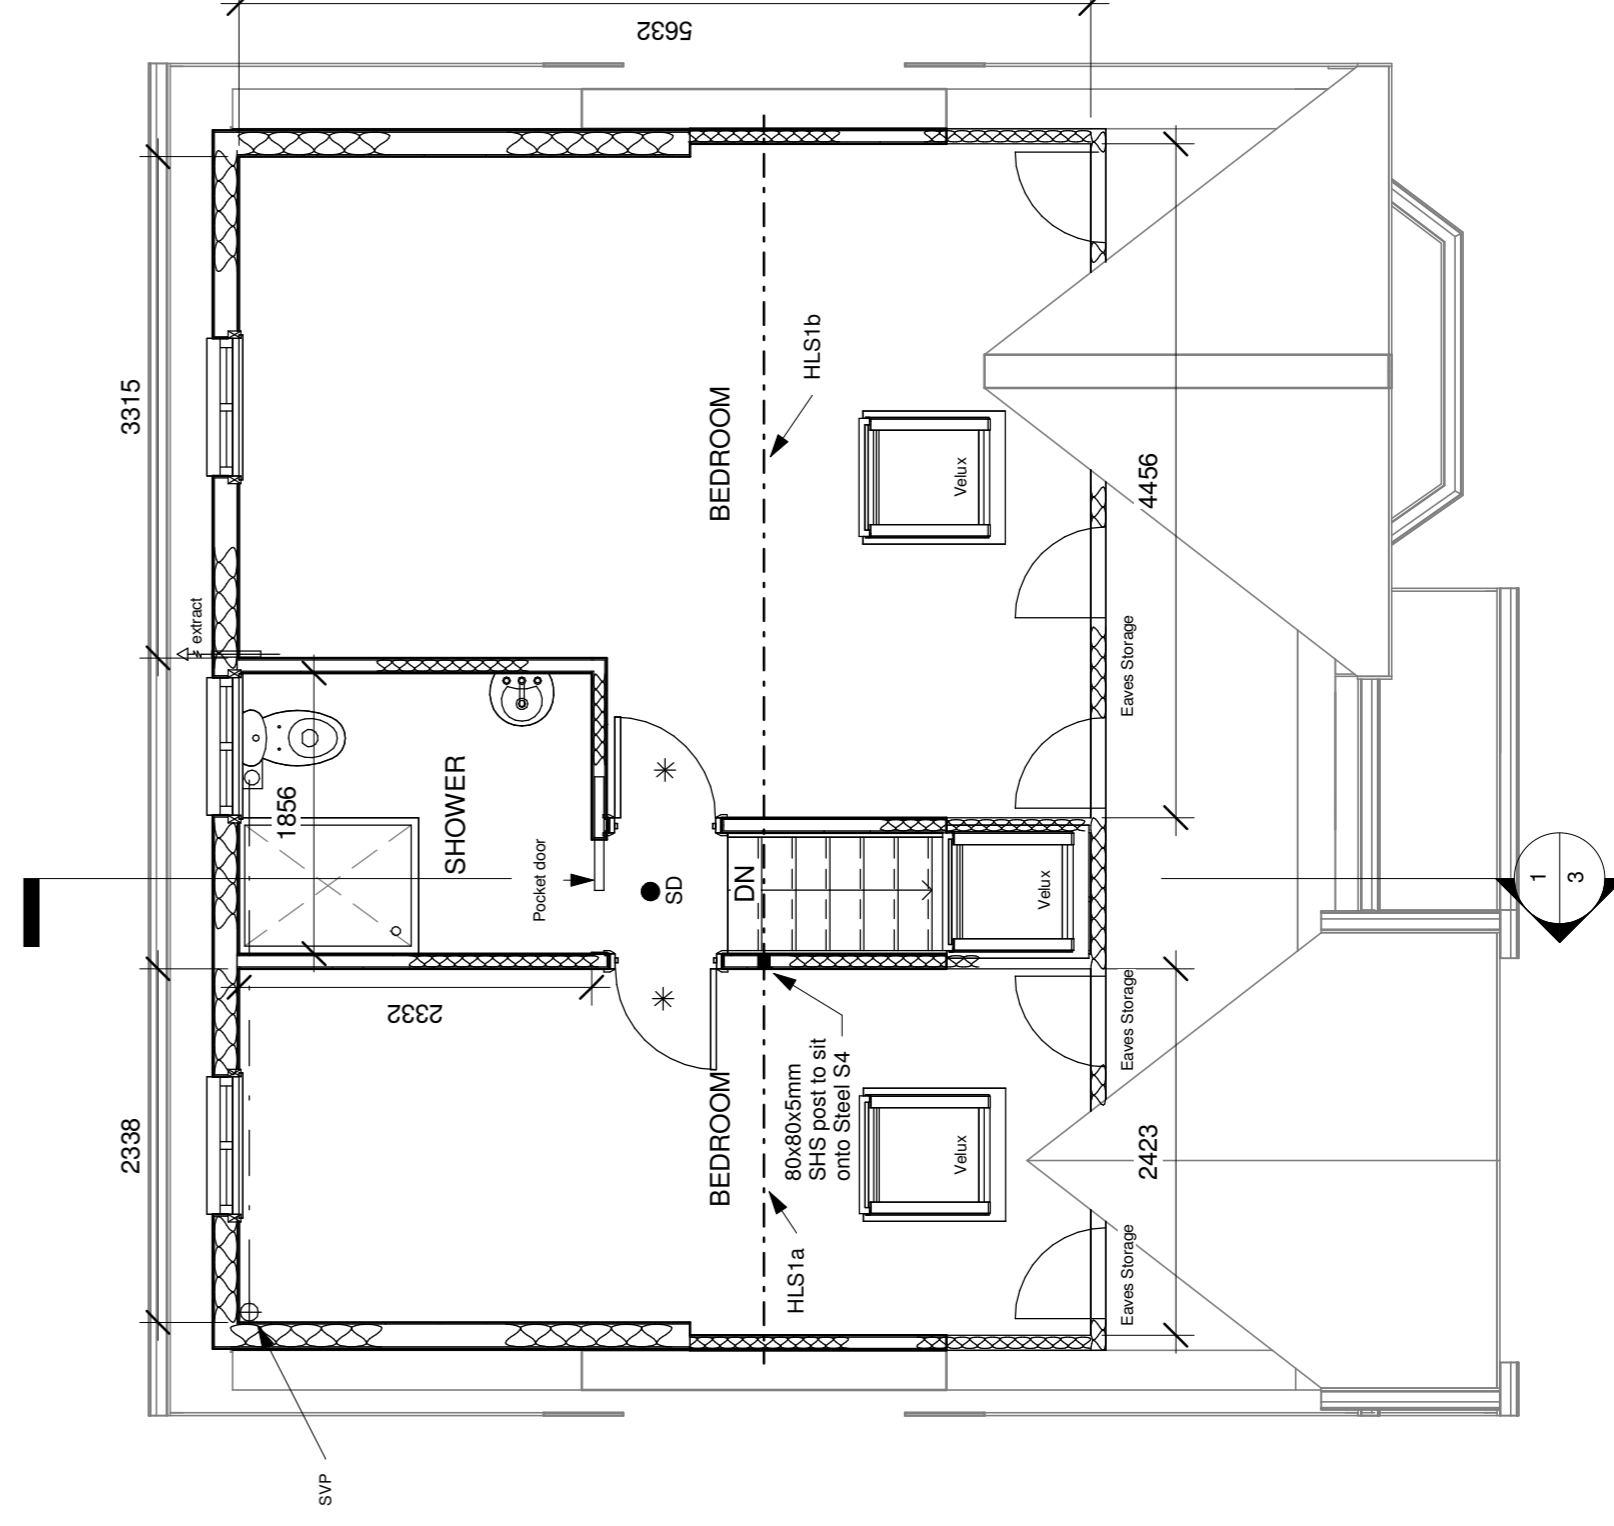 5632
3315
extract
HLS1b
BEDROOM
Velux
4456
Eaves Storage
1856
SHOWER
Pocket door
SD
DN
Velux
1
3
2332
2338
BEDROOM
80x80x5mm
SHS post to sit
onto Steel S4
Velux
Eaves Storage
2423
HLS1a
Eaves Storage
SVP